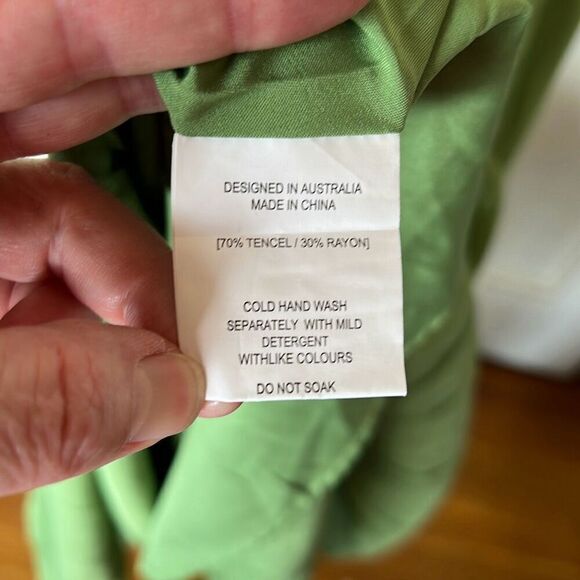 DESIGNED IN AUSTRALIA
MADE IN CHINA
[70% TENCEL / 30% RAYON]
COLD HAND WASH
SEPARATELY WITH MILD
DETERGENT
WITHLIKE COLOURS
DO NOT SOAK